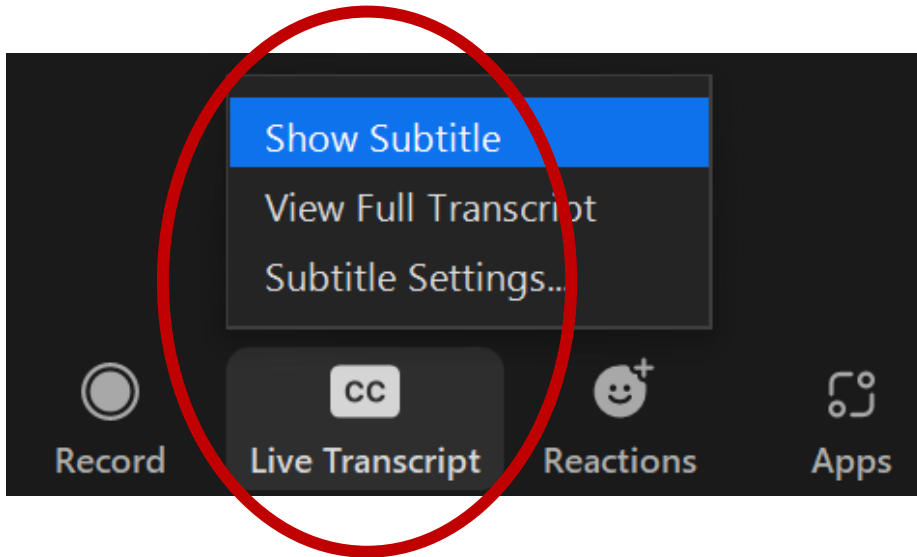 Show Subtitle
View Full Transcript
Subtitle Settings...
CC
Record Live Transcript Reactions Apps